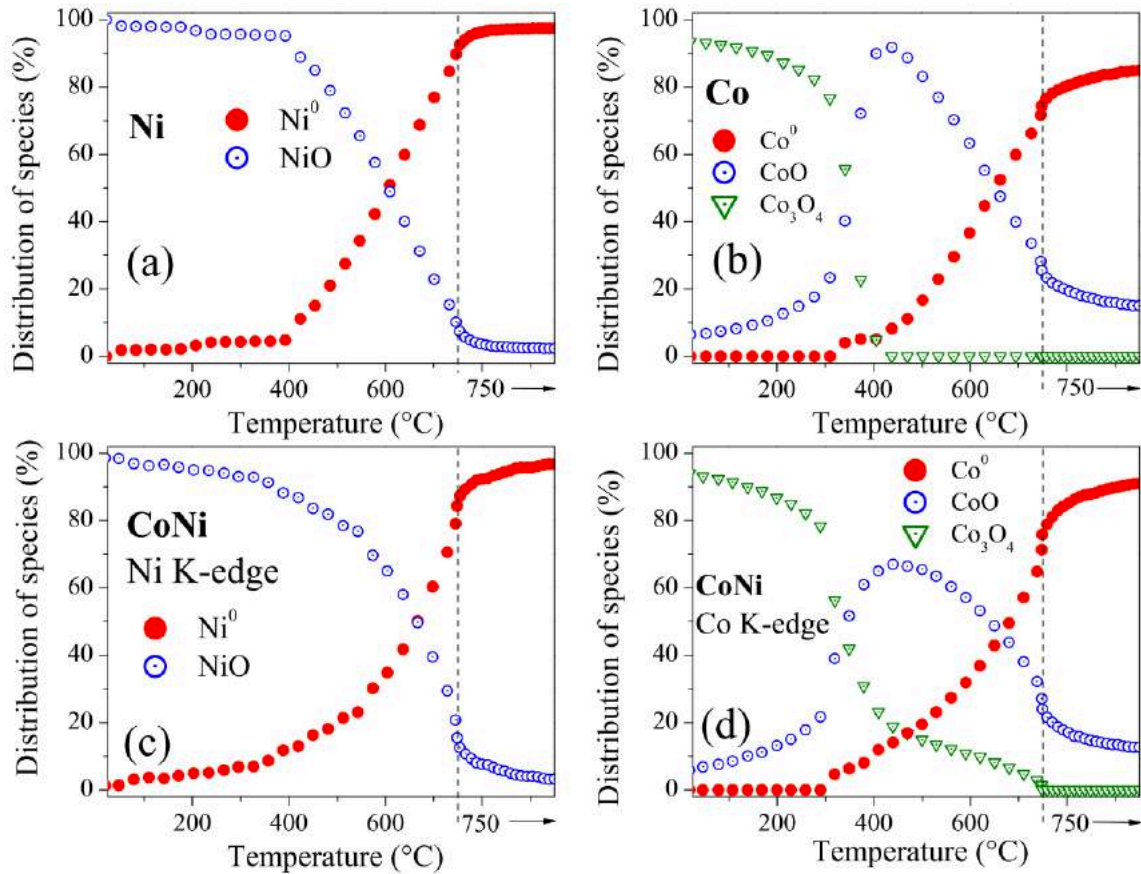 Distribution of species (%)
100
80
60
40
20
0
Ni
Ni⁰
NiO
(a)
200
400
600
750
Temperature (°C)
Distribution of species (%)
100
80
60
40
20
0
Co
Co⁰
CoO
Co₃O₄
(b)
200
400
600
750
Temperature (°C)
Distribution of species (%)
100
80
60
40
20
0
CoNi
Ni K-edge
Ni⁰
NiO
(c)
200
400
600
750
Temperature (°C)
Distribution of species (%)
100
80
60
40
20
0
Co⁰
CoO
Co₃O₄
CoNi
Co K-edge
(d)
200
400
600
750
Temperature (°C)